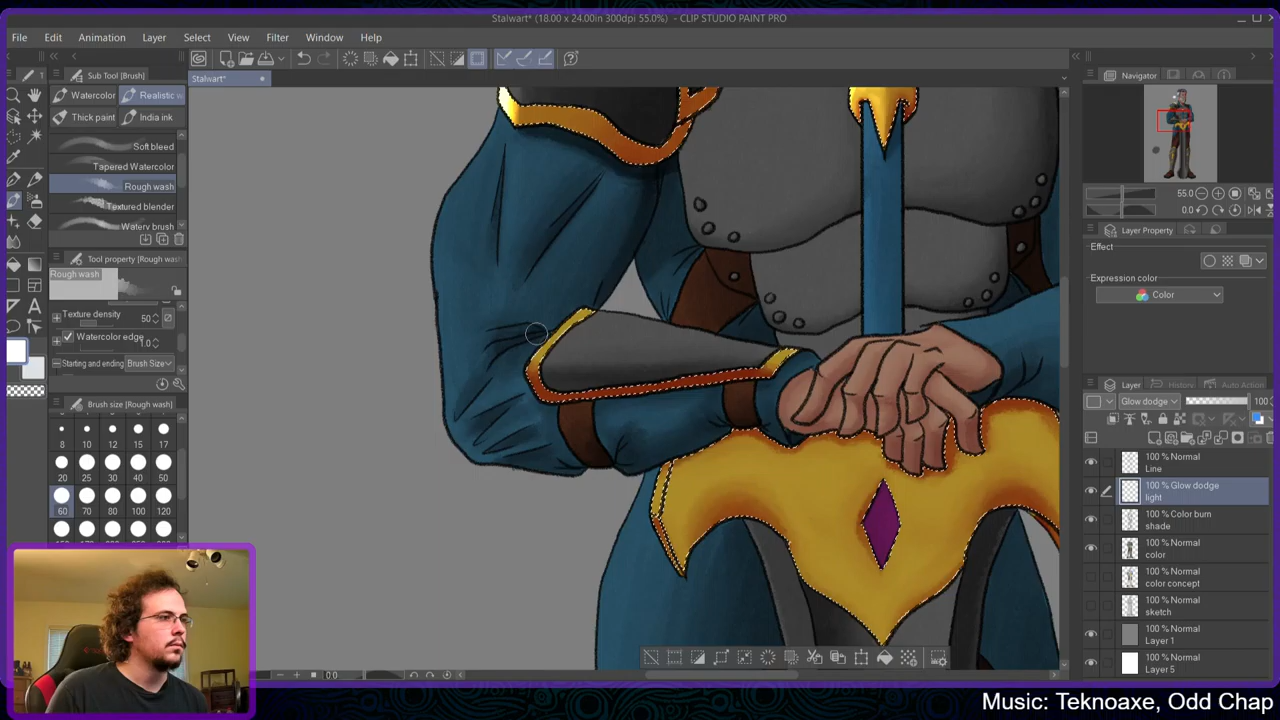 Stalwart* (18.00 x 24.00in 300dpi 55.0%) - CLIP STUDIO PAINT PRO
File Edit Animation Layer Select View Filter Window Help
Sub Tool [Brush]
Stalwart*
Navigator
Watercolor Realistic w
Thick paint India ink
Soft bleed
Tapered Watercolor
Rough wash
Textured blender
Watery brush
55.0
0.0
Layer Property
Effect
Expression color
Color
Tool property [Rough wash]
Rough wash
Texture density 50
Watercolor edge 1.0
Starting and ending Brush Size
Brush size [Rough wash]
8 10 12 15 17
20 25 30 40 50
60 70 80 100 120
Layer History Auto Action
Glow dodge 100
100 % Normal
Line
100 % Glow dodge
light
100 % Color burn
shade
100 % Normal
color
100 % Normal
color concept
100 % Normal
sketch
100 % Normal
Layer 1
100 % Normal
Layer 5
0.0
Music: Teknoaxe, Odd Chap